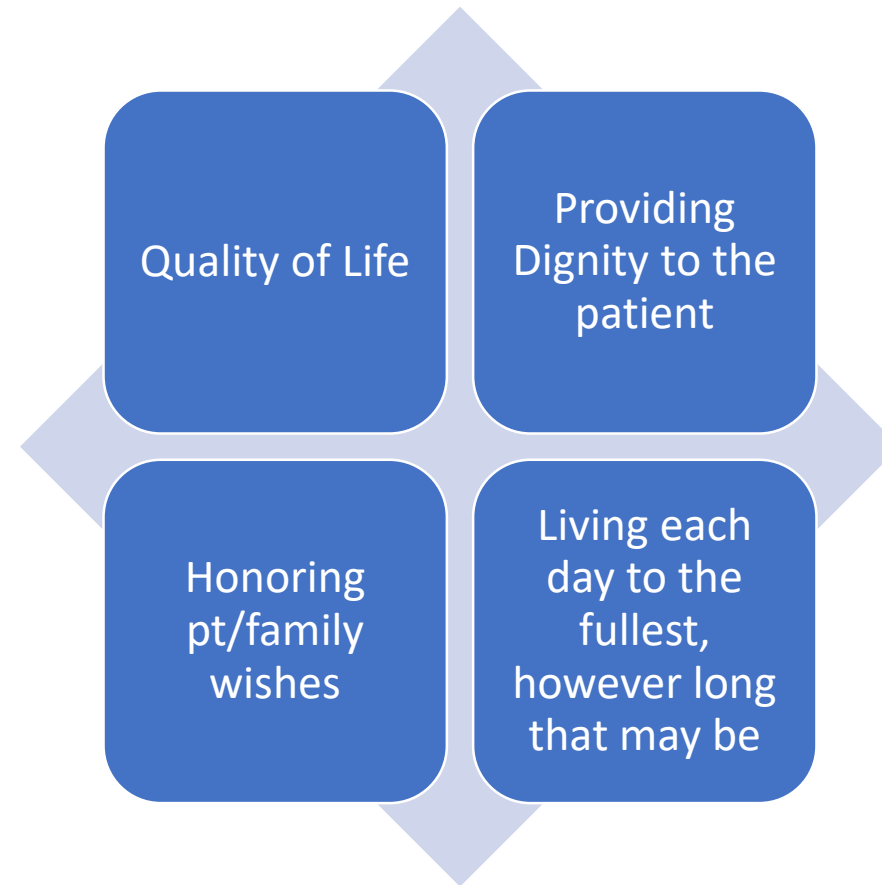 Quality of Life
Providing
Dignity to the
patient
Honoring
pt/family
wishes
Living each
day to the
fullest,
however long
that may be